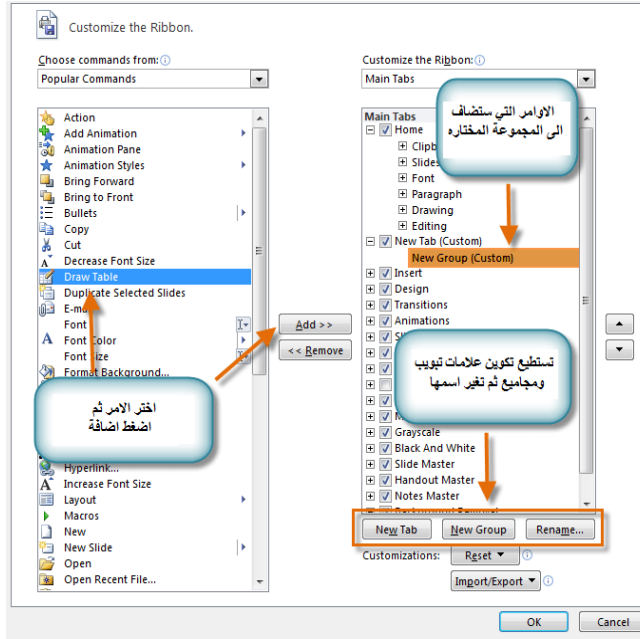 Customize the Ribbon.
Choose commands from:
Popular Commands
Action
Add Animation
Animation Pane
Animation Styles
Bring Forward
Bring to Front
Bullets
Copy
Cut
Decrease Font Size
Draw Table
Duplicate Selected Slides
Font
Font Color
Font Size
Format Background...
اختر الامر ثم
اضغط اضافة
Hyperlink...
Increase Font Size
Layout
Macros
New
New Slide
Open
Open Recent File...
Add >>
<< Remove
Customize the Ribbon:
Main Tabs
الاوامر التي ستضاف
الى المجموعة المختاره
Main Tabs
Home
Font
Paragraph
Drawing
Editing
New Tab (Custom)
New Group (Custom)
Insert
Design
Transitions
Animations
تستطيع تكوين علامات تبويب
ومجاميع ثم تغير اسمها
Grayscale
Black And White
Slide Master
Handout Master
Notes Master
Background Removal
New Tab
New Group
Rename...
Customizations:
Reset
Import/Export
OK
Cancel